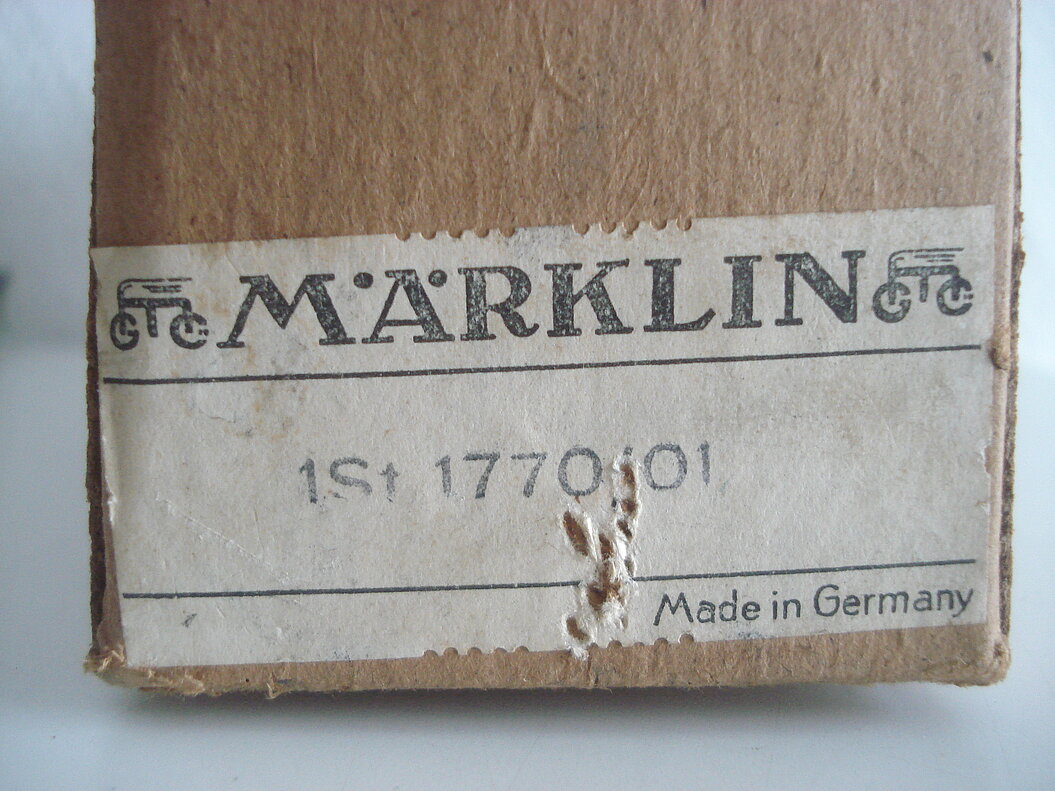 MÄRKLIN
1St 1770/01
Made in Germany